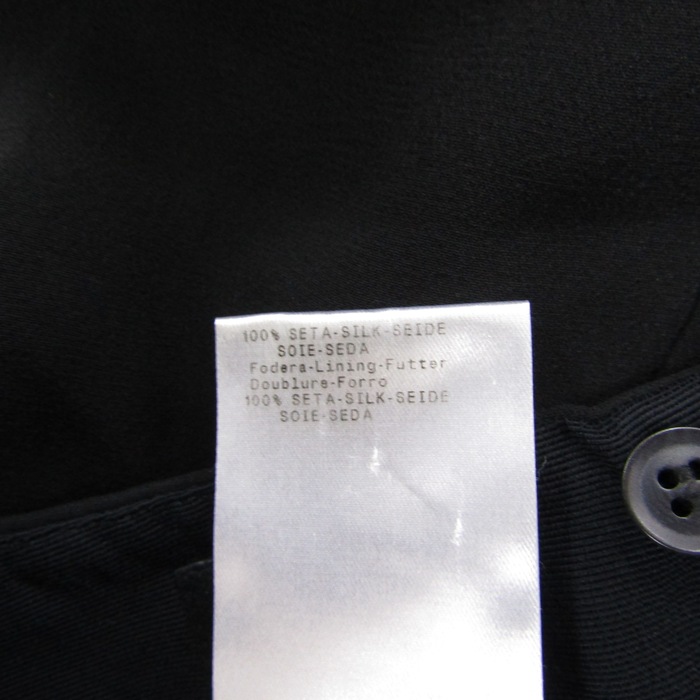 100% SETA-SILK-SEIDE
SOIE-SEDA
Fodera-Lining-Futter
Doublure-Forro
100% SETA-SILK-SEIDE
SOIE-SEDA